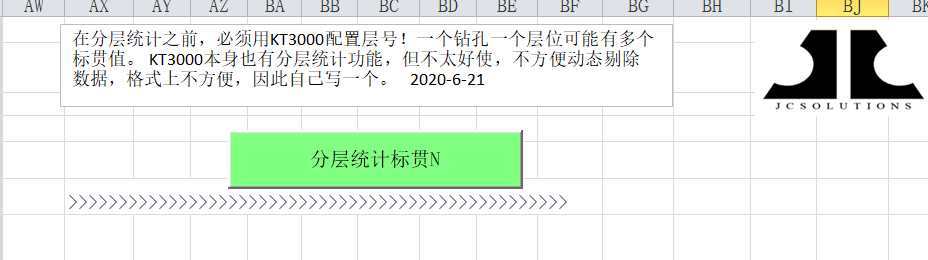 AW AX AY AZ BA BB BC BD BE BF BG BH BI BJ BK
在分层统计之前，必须用KT3000配置层号！一个钻孔一个层位可能有多个
标贯值。 KT3000本身也有分层统计功能，但不太好使，不方便动态剔除
数据，格式上不方便，因此自己写一个。 2020-6-21
JCSOLUTIONS
分层统计标贯N
>>>>>>>>>>>>>>>>>>>>>>>>>>>>>>>>>>>>>>>>>>>>>>>